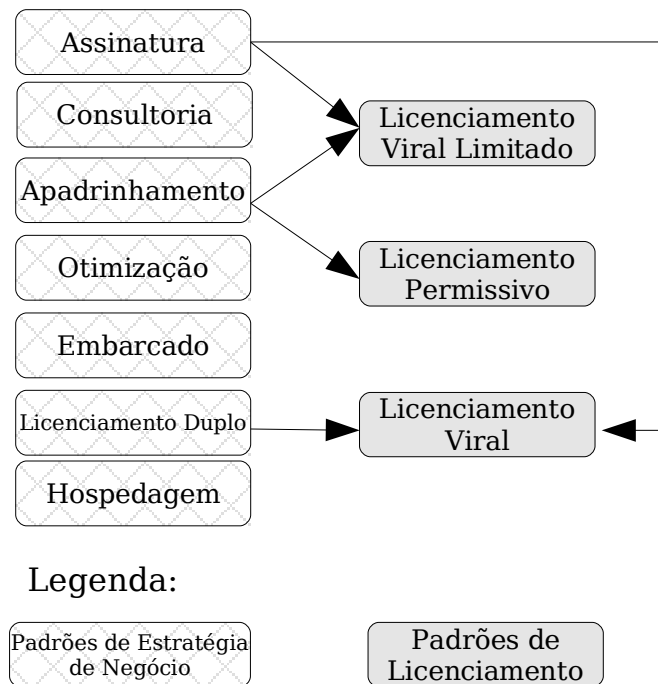 Assinatura
Consultoria
Apadrinhamento
Otimização
Embarcado
Licenciamento Duplo
Hospedagem
Licenciamento
Viral Limitado
Licenciamento
Permissivo
Licenciamento
Viral
Legenda:
Padrões de Estratégia
de Negócio
Padrões de
Licenciamento